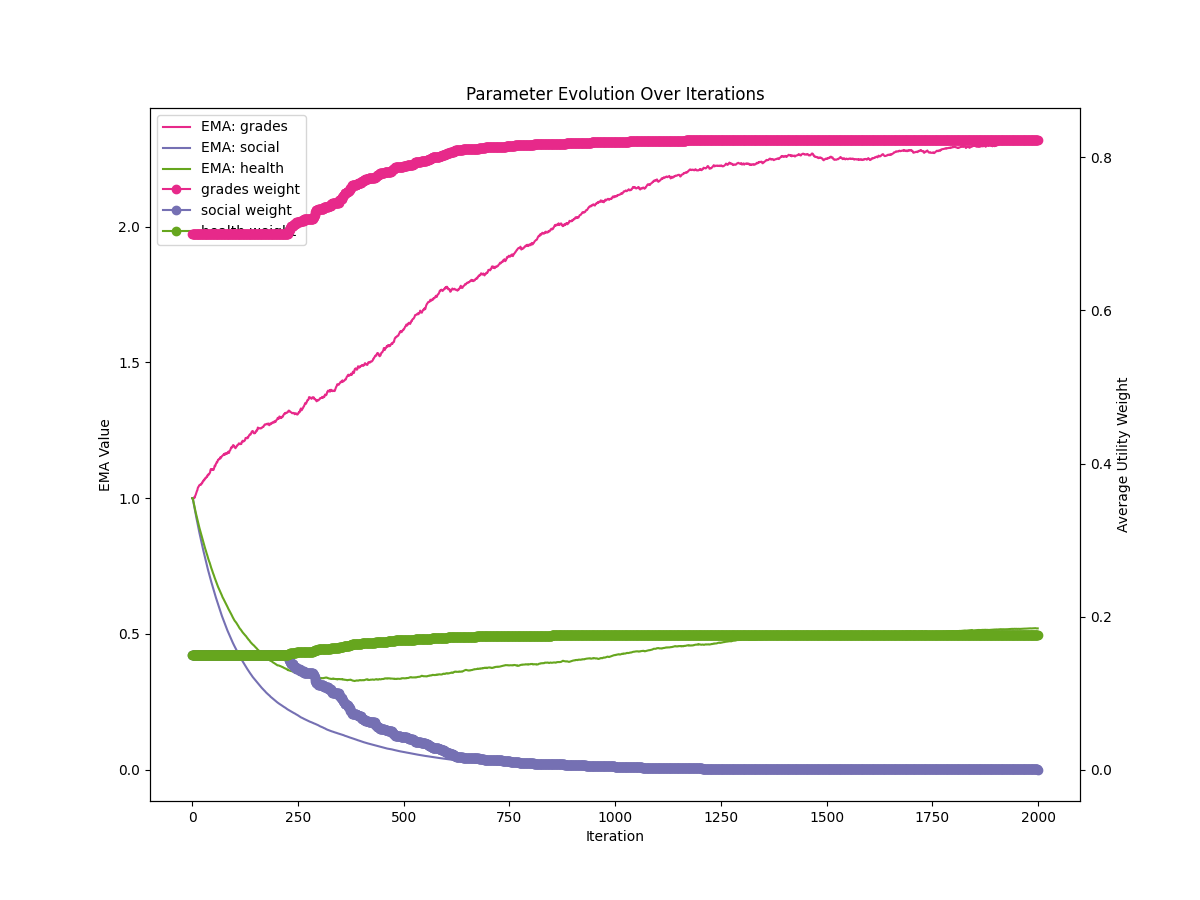 Parameter Evolution Over Iterations
EMA: grades
EMA: social
EMA: health
grades weight
social weight
health weight
EMA Value
2.0
1.5
1.0
0.5
0.0
0.8
0.6
0.4
0.2
0.0
Average Utility Weight
0
250
500
750
1000
1250
1500
1750
2000
Iteration